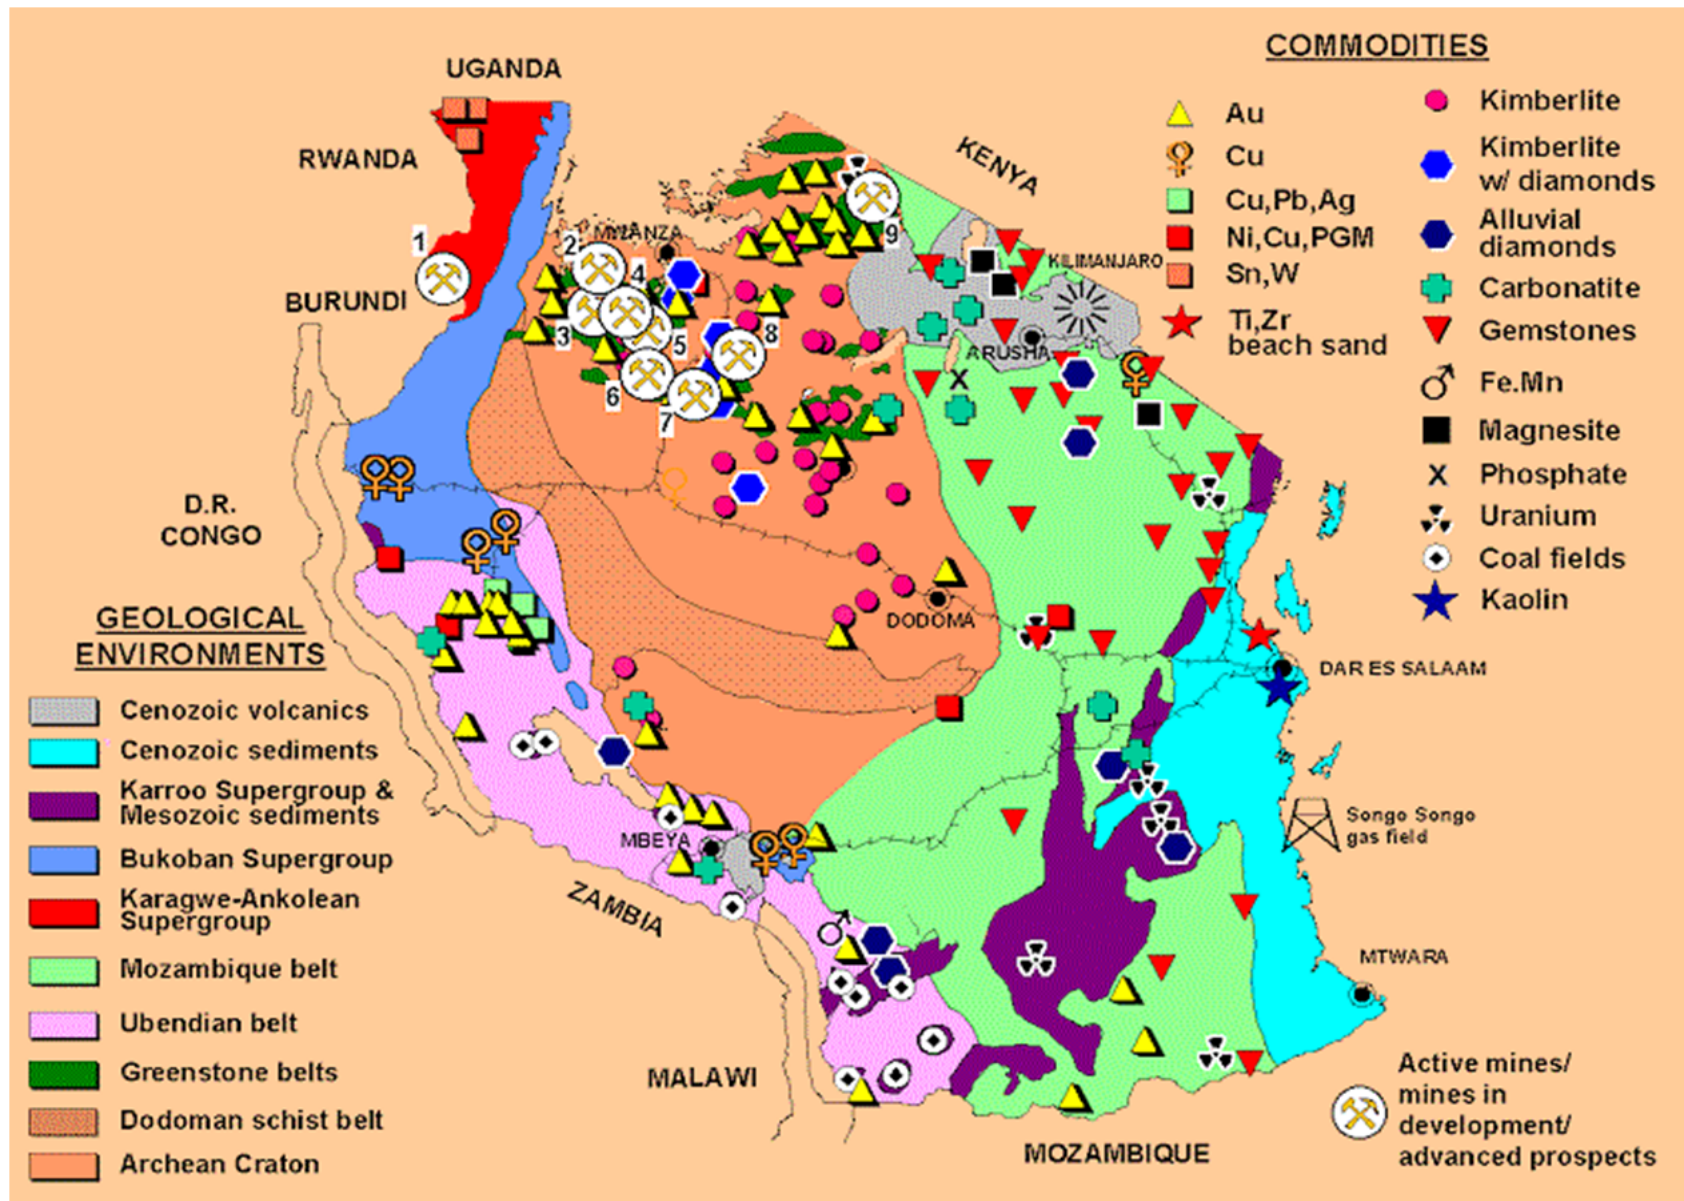 UGANDA
RWANDA
BURUNDI
D.R.
CONGO
KENYA
ZAMBIA
MALAWI
MOZAMBIQUE
1
2
3
4
5
6
7
8
9
KILIMANJARO
ARUSHA
DODOMA
DAR ES SALAAM
MBEYA
MTWARA
Songo Songo
gas field
COMMODITIES
Au
Cu
Cu,Pb,Ag
Ni,Cu,PGM
Sn,W
Ti,Zr
beach sand
Kimberlite
Kimberlite
w/ diamonds
Alluvial
diamonds
Carbonatite
Gemstones
Fe.Mn
Magnesite
X
Phosphate
Uranium
Coal fields
Kaolin
X
GEOLOGICAL
ENVIRONMENTS
Cenozoic volcanics
Cenozoic sediments
Karroo Supergroup &
Mesozoic sediments
Bukoban Supergroup
Karagwe-Ankolean
Supergroup
Mozambique belt
Ubendian belt
Greenstone belts
Dodoman schist belt
Archean Craton
Active mines/
mines in
development/
advanced prospects